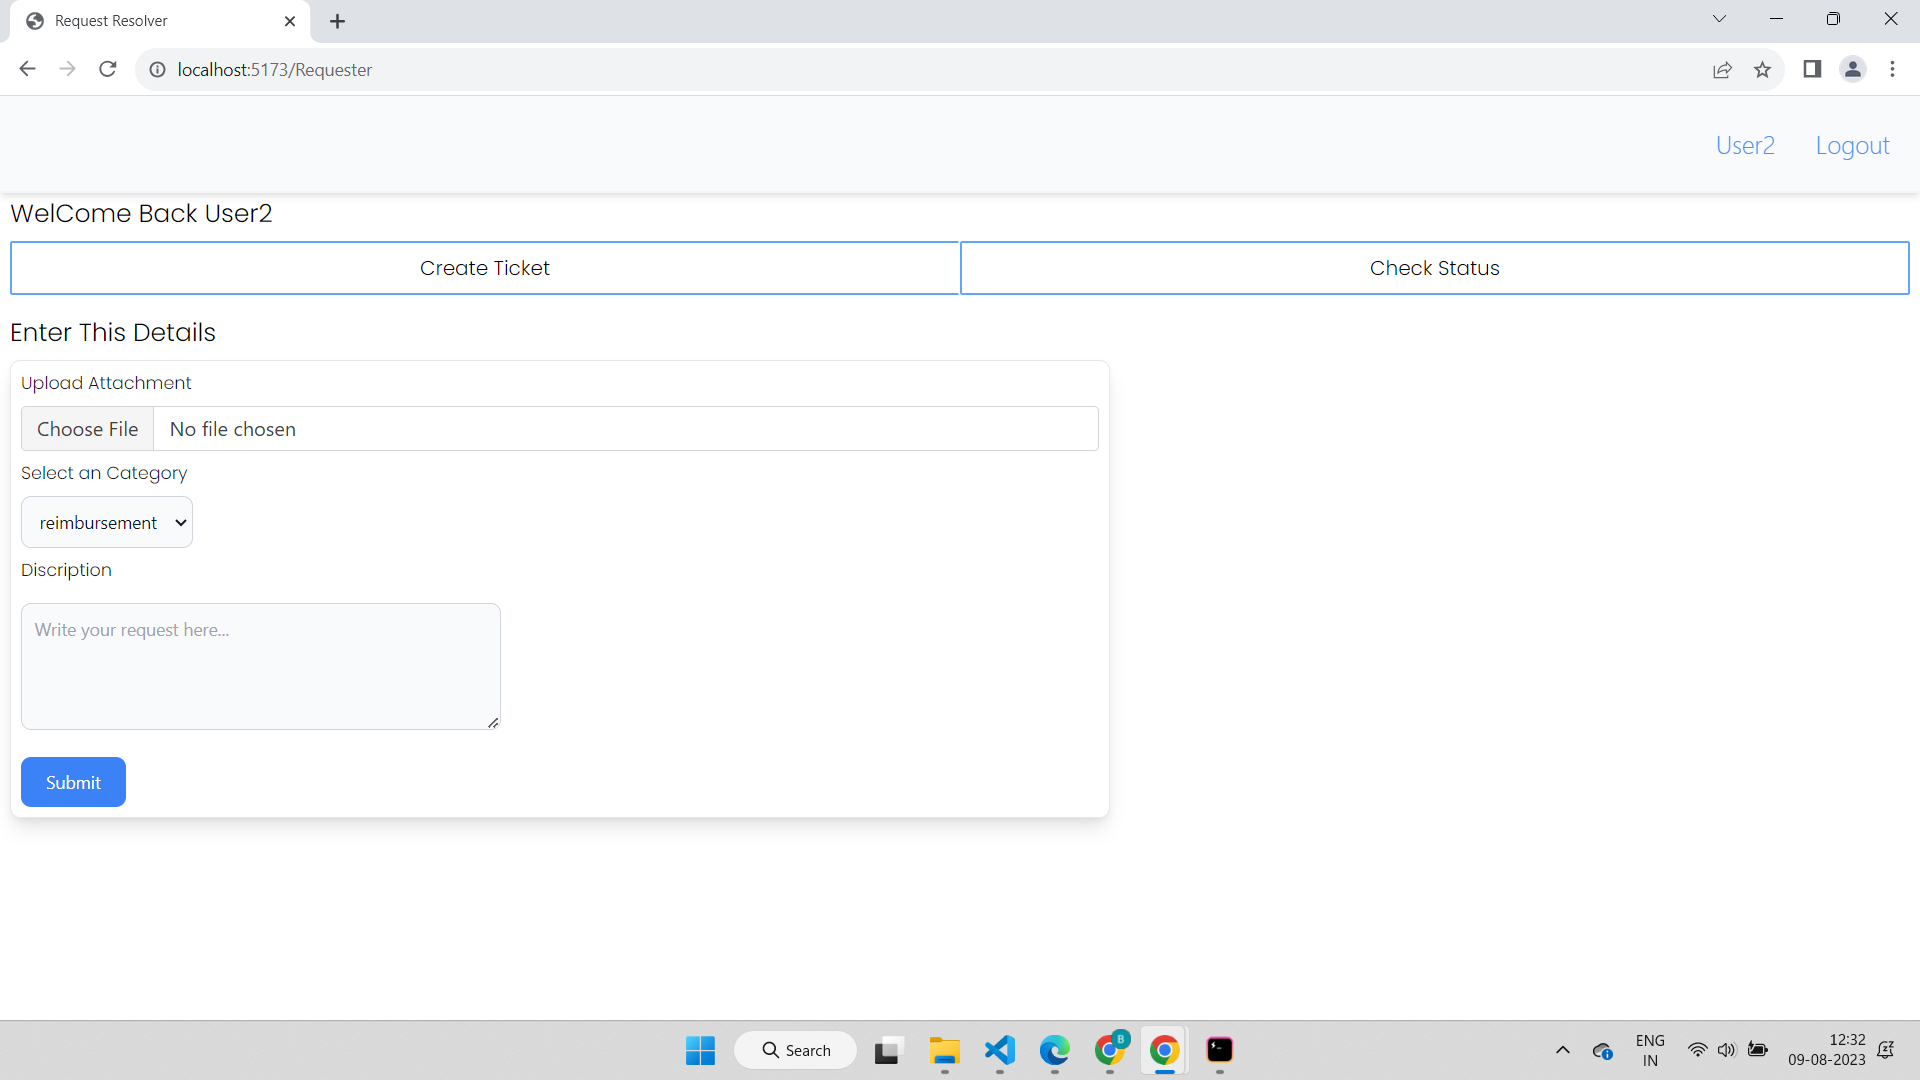 Request Resolver
localhost:5173/Requester
User2 Logout
WelCome Back User2
Create Ticket Check Status
Enter This Details
Upload Attachment
Choose File No file chosen
Select an Category
reimbursement
Discription
Write your request here...
Submit
Search
B
ENG
IN
12:32
09-08-2023